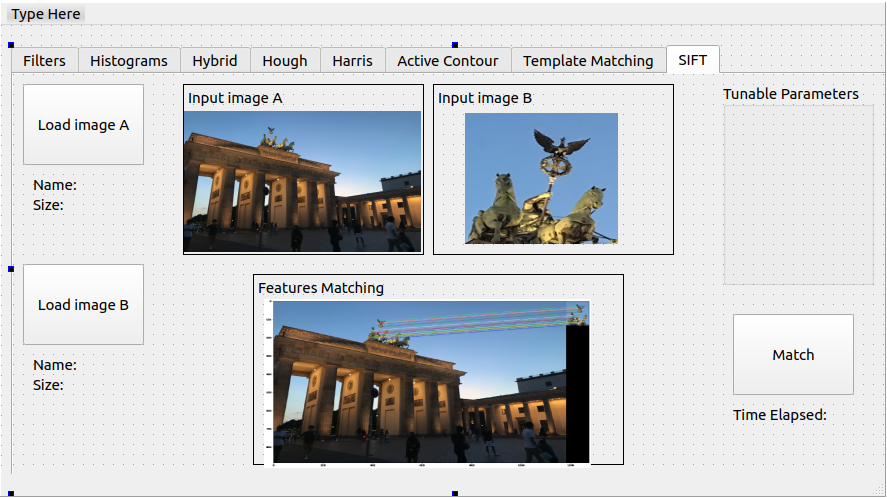 Type Here
Filters Histograms Hybrid Hough Harris Active Contour Template Matching SIFT
Load image A
Name:
Size:
Input image A
Input image B
Tunable Parameters
Load image B
Name:
Size:
Features Matching
Match
Time Elapsed: